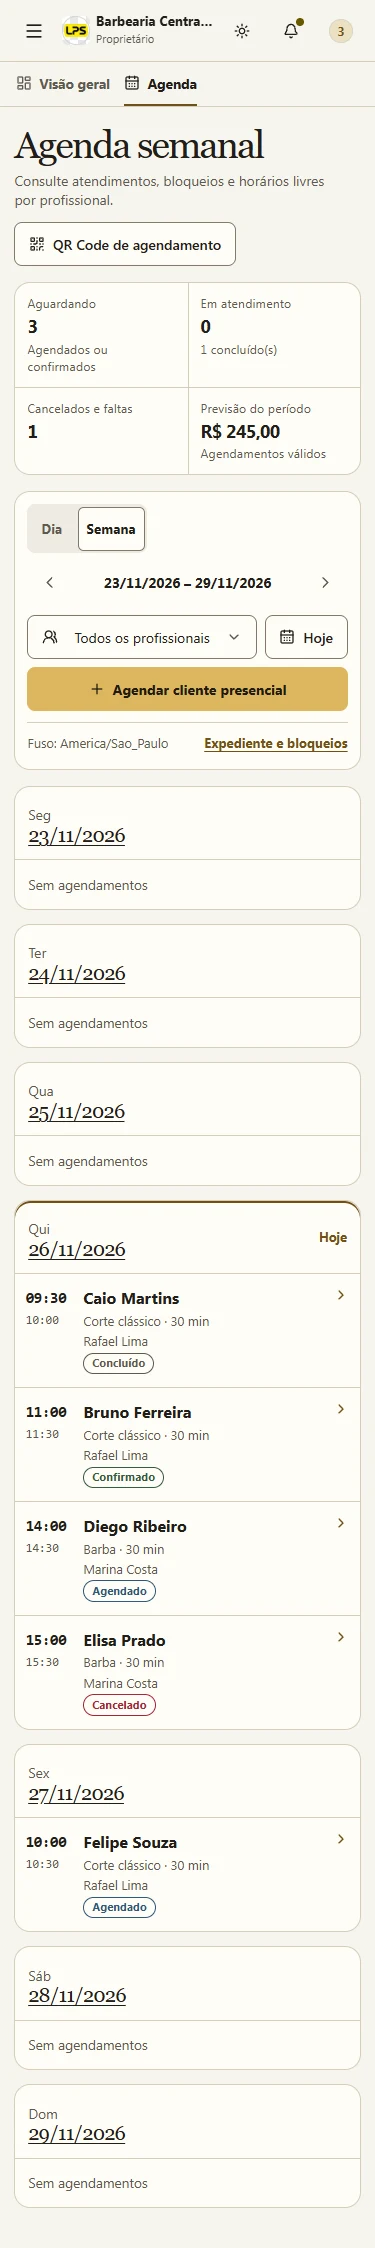 LPS
Barbearia Centra...
Proprietário
3
Visão geral
Agenda
Agenda semanal
Consulte atendimentos, bloqueios e horários livres
por profissional.
QR Code de agendamento
Aguardando
3
Agendados ou
confirmados
Em atendimento
0
1 concluído(s)
Cancelados e faltas
1
Previsão do período
R$ 245,00
Agendamentos válidos
Dia
Semana
23/11/2026 – 29/11/2026
Todos os profissionais
Hoje
+ Agendar cliente presencial
Fuso: America/Sao_Paulo
Expediente e bloqueios
Seg
23/11/2026
Sem agendamentos
Ter
24/11/2026
Sem agendamentos
Qua
25/11/2026
Sem agendamentos
Qui
26/11/2026
Hoje
09:30
10:00
Caio Martins
Corte clássico · 30 min
Rafael Lima
Concluído
11:00
11:30
Bruno Ferreira
Corte clássico · 30 min
Rafael Lima
Confirmado
14:00
14:30
Diego Ribeiro
Barba · 30 min
Marina Costa
Agendado
15:00
15:30
Elisa Prado
Barba · 30 min
Marina Costa
Cancelado
Sex
27/11/2026
10:00
10:30
Felipe Souza
Corte clássico · 30 min
Rafael Lima
Agendado
Sáb
28/11/2026
Sem agendamentos
Dom
29/11/2026
Sem agendamentos